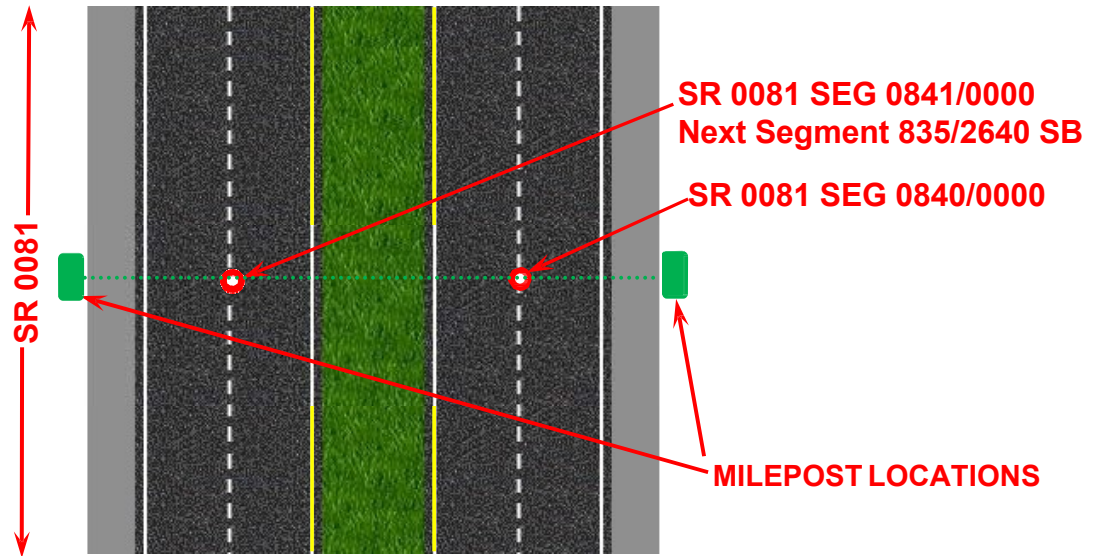 SR 0081
SR 0081 SEG 0841/0000
Next Segment 835/2640 SB
SR 0081 SEG 0840/0000
MILEPOST LOCATIONS